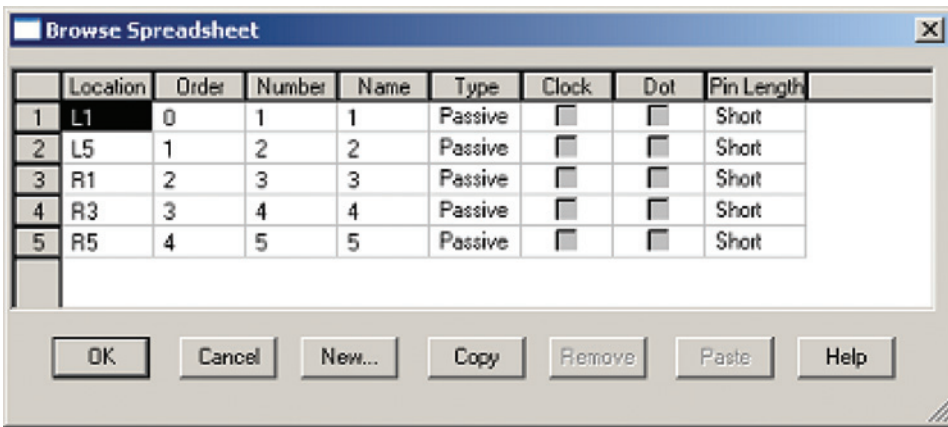 Browse Spreadsheet
Location Order Number Name Type Clock Dot Pin Length
1 L1 0 1 1 Passive Short
2 L5 1 2 2 Passive Short
3 R1 2 3 3 Passive Short
4 R3 3 4 4 Passive Short
5 R5 4 5 5 Passive Short
OK Cancel New... Copy Remove Paste Help